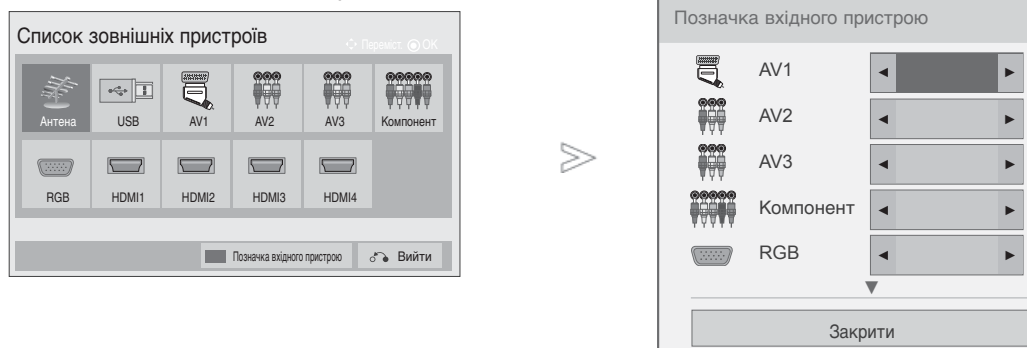 Список зовнішніх пристроїв
Переміст. OK
Антена
USB
AV1
AV2
AV3
Компонент
RGB
HDMI1
HDMI2
HDMI3
HDMI4
Позначка вхідного пристрою
Вийти
Позначка вхідного пристрою
AV1
AV2
AV3
Компонент
RGB
Закрити